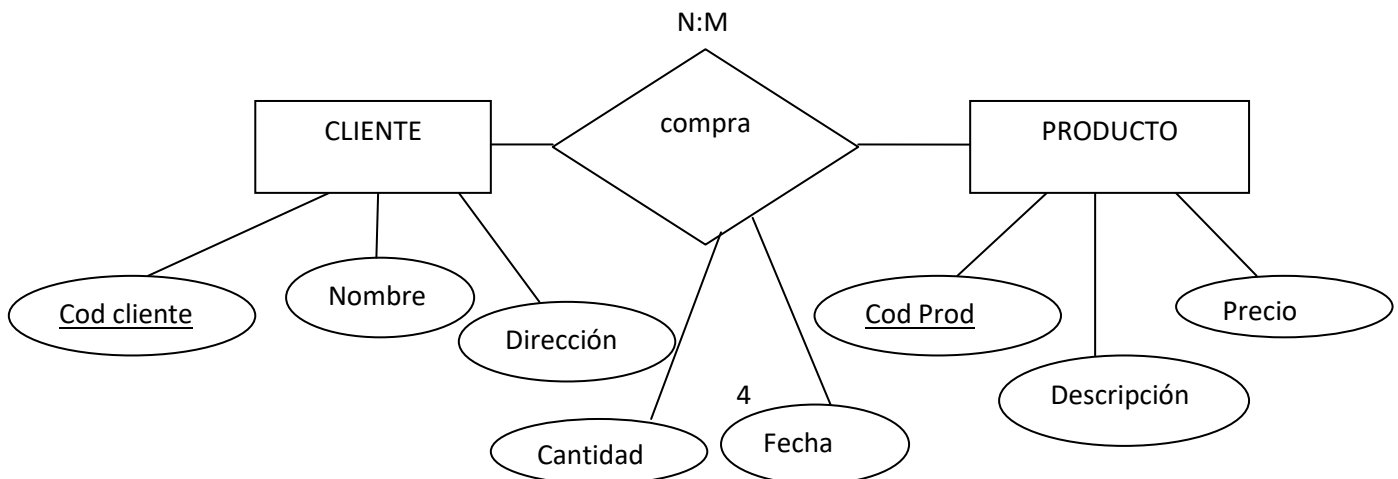 N:M
CLIENTE
compra
PRODUCTO
Cod cliente
Nombre
Dirección
Cod Prod
Precio
Descripción
4
Cantidad
Fecha